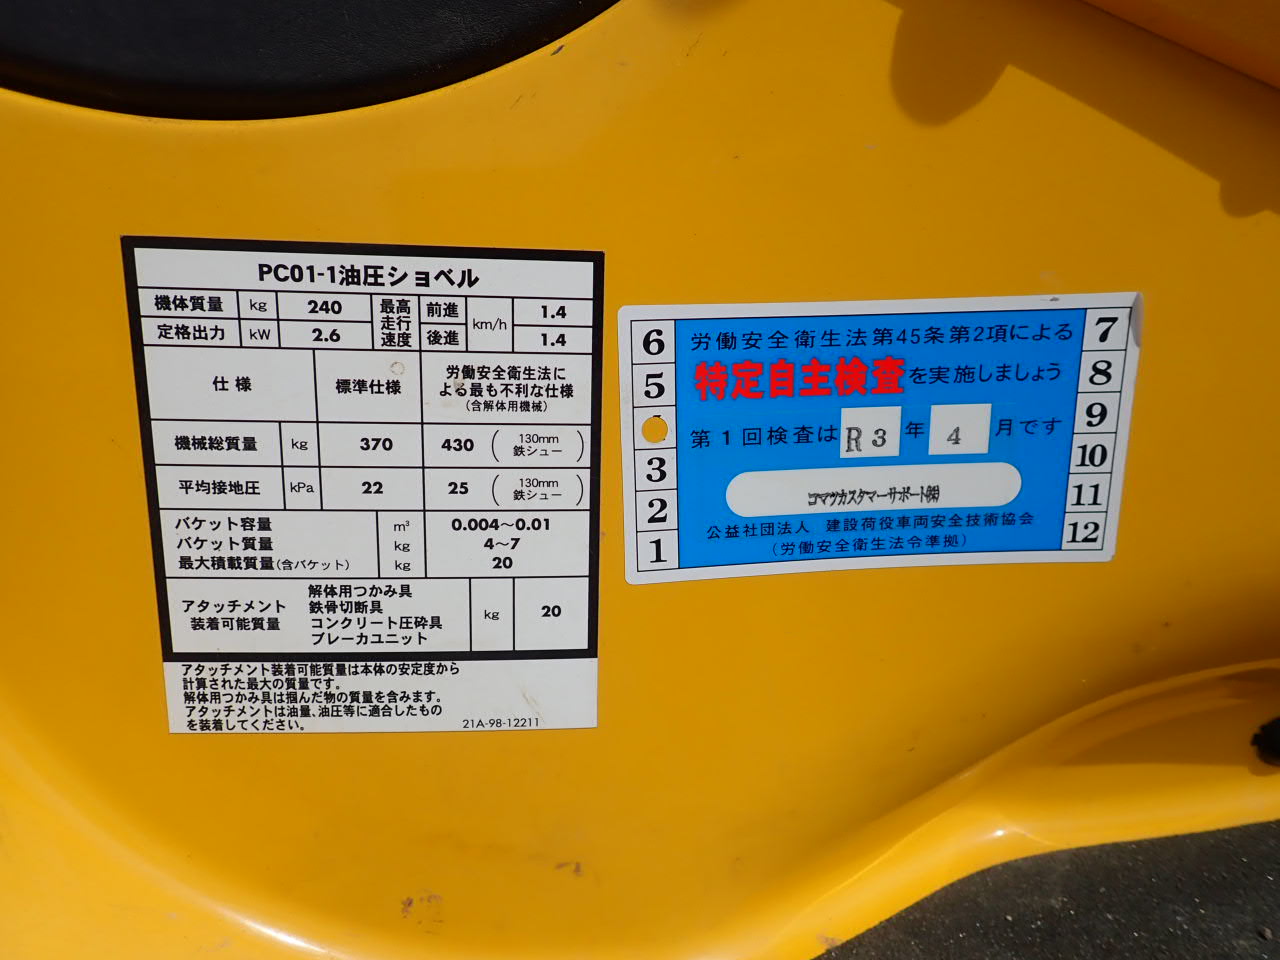 PC01-1油圧ショベル
機体質量 kg 240 最高走行速度 前進 km/h 1.4
定格出力 kW 2.6 後進 1.4
仕様 標準仕様 労働安全衛生法による最も不利な仕様(含解体用機械)
機械総質量 kg 370 430 (130mm鉄シュー)
平均接地圧 kPa 22 25 (130mm鉄シュー)
バケット容量 m³ 0.004～0.01
バケット質量 kg 4～7
最大積載質量(含バケット) kg 20
アタッチメント装着可能質量 解体用つかみ具 kg 20
鉄骨切断具
コンクリート圧砕具
ブレーカユニット
アタッチメント装着可能質量は本体の安定度から
計算された最大の質量です。
解体用つかみ具は掴んだ物の質量を含みます。
アタッチメントは油量、油圧等に適合したもの
を装着してください。
21A-98-12211
6
5
3
2
1
労働安全衛生法第45条第2項による
特定自主検査を実施しましょう
第1回検査は R3 年 4 月です
コマツカスタマーサポート㈱
公益社団法人 建設荷役車両安全技術協会
(労働安全衛生法令準拠)
7
8
9
10
11
12